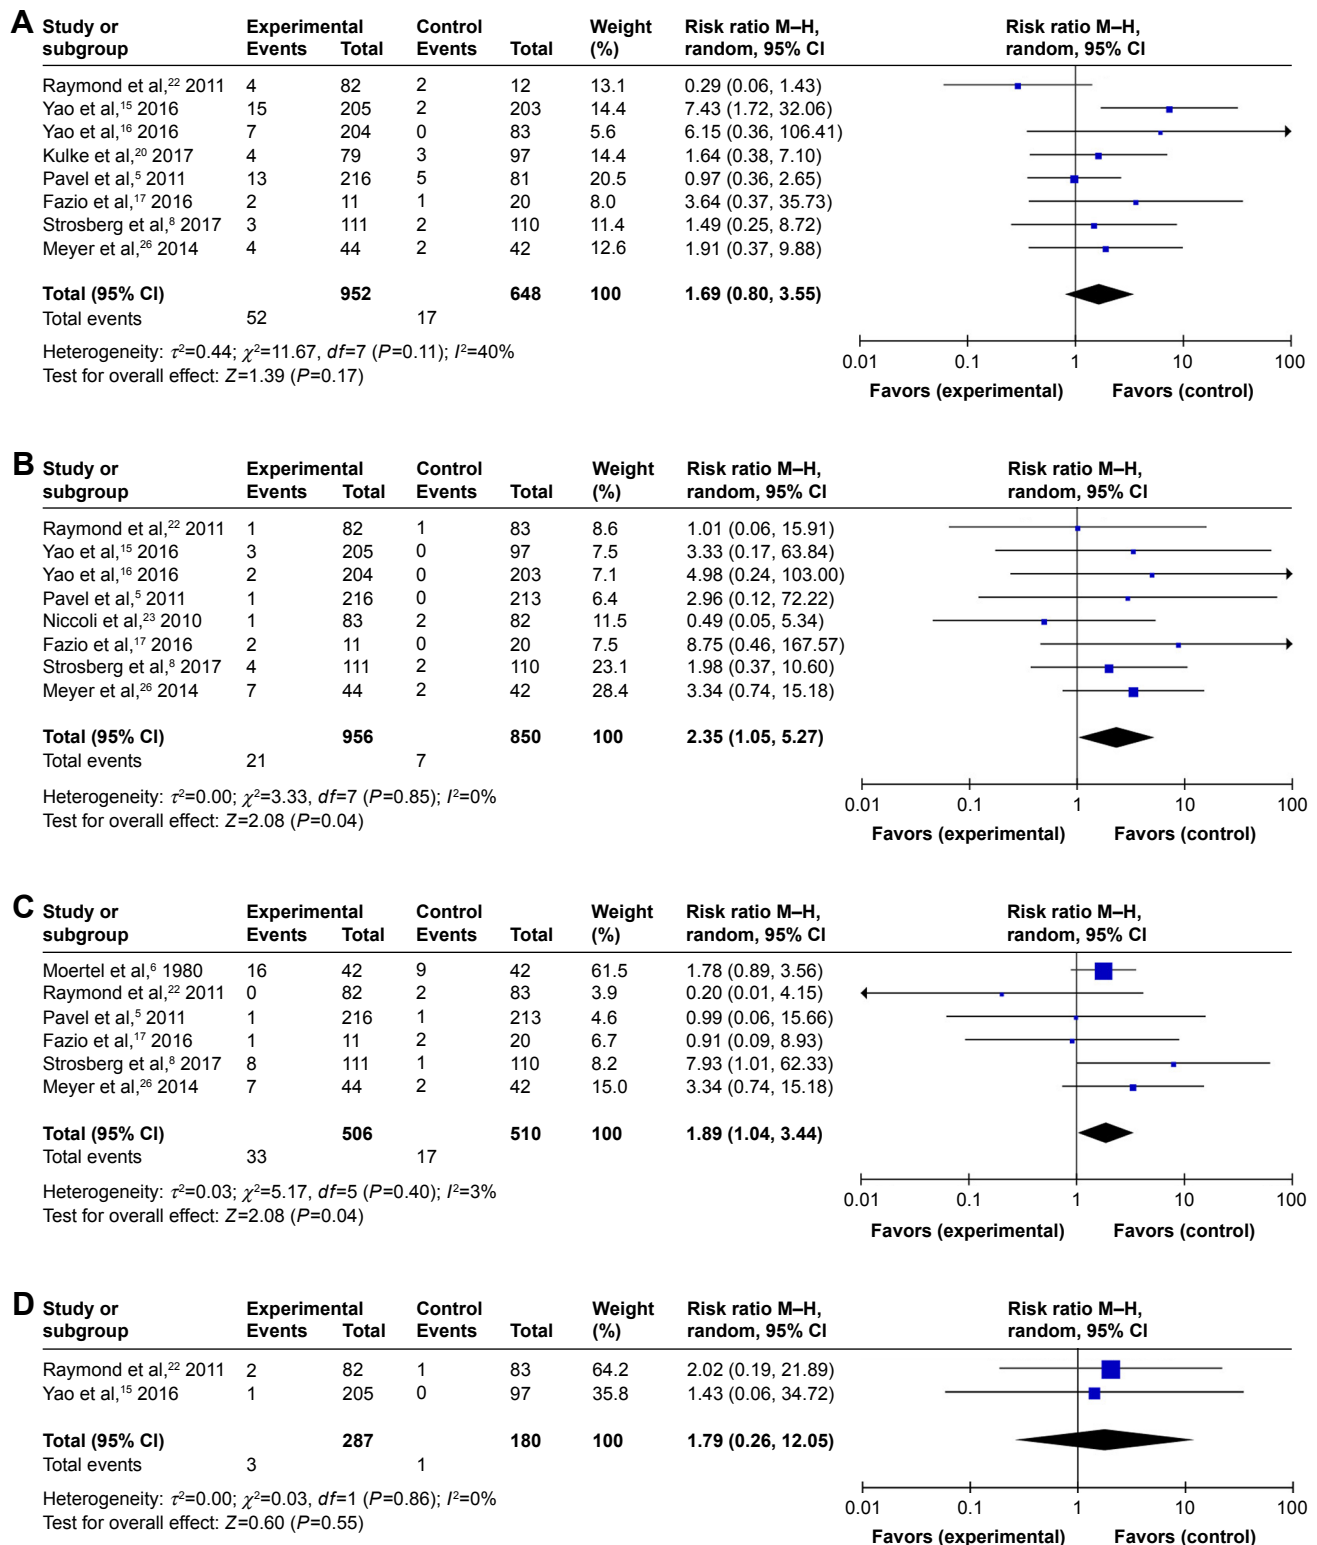 A Study or subgroup Experimental Events Total Control Events Total Weight (%) Risk ratio M–H, random, 95% CI Risk ratio M–H, random, 95% CI
Raymond et al,22 2011 4 82 2 12 13.1 0.29 (0.06, 1.43)
Yao et al,15 2016 15 205 2 203 14.4 7.43 (1.72, 32.06)
Yao et al,16 2016 7 204 0 83 5.6 6.15 (0.36, 106.41)
Kulke et al,20 2017 4 79 3 97 14.4 1.64 (0.38, 7.10)
Pavel et al,5 2011 13 216 5 81 20.5 0.97 (0.36, 2.65)
Fazio et al,17 2016 2 11 1 20 8.0 3.64 (0.37, 35.73)
Strosberg et al,8 2017 3 111 2 110 11.4 1.49 (0.25, 8.72)
Meyer et al,26 2014 4 44 2 42 12.6 1.91 (0.37, 9.88)
Total (95% CI) 952 648 100 1.69 (0.80, 3.55)
Total events 52 17
Heterogeneity: τ2=0.44; χ2=11.67, df=7 (P=0.11); I2=40%
Test for overall effect: Z=1.39 (P=0.17)
0.01 0.1 1 10 100
Favors (experimental) Favors (control)
B Study or subgroup Experimental Events Total Control Events Total Weight (%) Risk ratio M–H, random, 95% CI Risk ratio M–H, random, 95% CI
Raymond et al,22 2011 1 82 1 83 8.6 1.01 (0.06, 15.91)
Yao et al,15 2016 3 205 0 97 7.5 3.33 (0.17, 63.84)
Yao et al,16 2016 2 204 0 203 7.1 4.98 (0.24, 103.00)
Pavel et al,5 2011 1 216 0 213 6.4 2.96 (0.12, 72.22)
Niccoli et al,23 2010 1 83 2 82 11.5 0.49 (0.05, 5.34)
Fazio et al,17 2016 2 11 0 20 7.5 8.75 (0.46, 167.57)
Strosberg et al,8 2017 4 111 2 110 23.1 1.98 (0.37, 10.60)
Meyer et al,26 2014 7 44 2 42 28.4 3.34 (0.74, 15.18)
Total (95% CI) 956 850 100 2.35 (1.05, 5.27)
Total events 21 7
Heterogeneity: τ2=0.00; χ2=3.33, df=7 (P=0.85); I2=0%
Test for overall effect: Z=2.08 (P=0.04)
0.01 0.1 1 10 100
Favors (experimental) Favors (control)
C Study or subgroup Experimental Events Total Control Events Total Weight (%) Risk ratio M–H, random, 95% CI Risk ratio M–H, random, 95% CI
Moertel et al,6 1980 16 42 9 42 61.5 1.78 (0.89, 3.56)
Raymond et al,22 2011 0 82 2 83 3.9 0.20 (0.01, 4.15)
Pavel et al,5 2011 1 216 1 213 4.6 0.99 (0.06, 15.66)
Fazio et al,17 2016 1 11 2 20 6.7 0.91 (0.09, 8.93)
Strosberg et al,8 2017 8 111 1 110 8.2 7.93 (1.01, 62.33)
Meyer et al,26 2014 7 44 2 42 15.0 3.34 (0.74, 15.18)
Total (95% CI) 506 510 100 1.89 (1.04, 3.44)
Total events 33 17
Heterogeneity: τ2=0.03; χ2=5.17, df=5 (P=0.40); I2=3%
Test for overall effect: Z=2.08 (P=0.04)
0.01 0.1 1 10 100
Favors (experimental) Favors (control)
D Study or subgroup Experimental Events Total Control Events Total Weight (%) Risk ratio M–H, random, 95% CI Risk ratio M–H, random, 95% CI
Raymond et al,22 2011 2 82 1 83 64.2 2.02 (0.19, 21.89)
Yao et al,15 2016 1 205 0 97 35.8 1.43 (0.06, 34.72)
Total (95% CI) 287 180 100 1.79 (0.26, 12.05)
Total events 3 1
Heterogeneity: τ2=0.00; χ2=0.03, df=1 (P=0.86); I2=0%
Test for overall effect: Z=0.60 (P=0.55)
0.01 0.1 1 10 100
Favors (experimental) Favors (control)